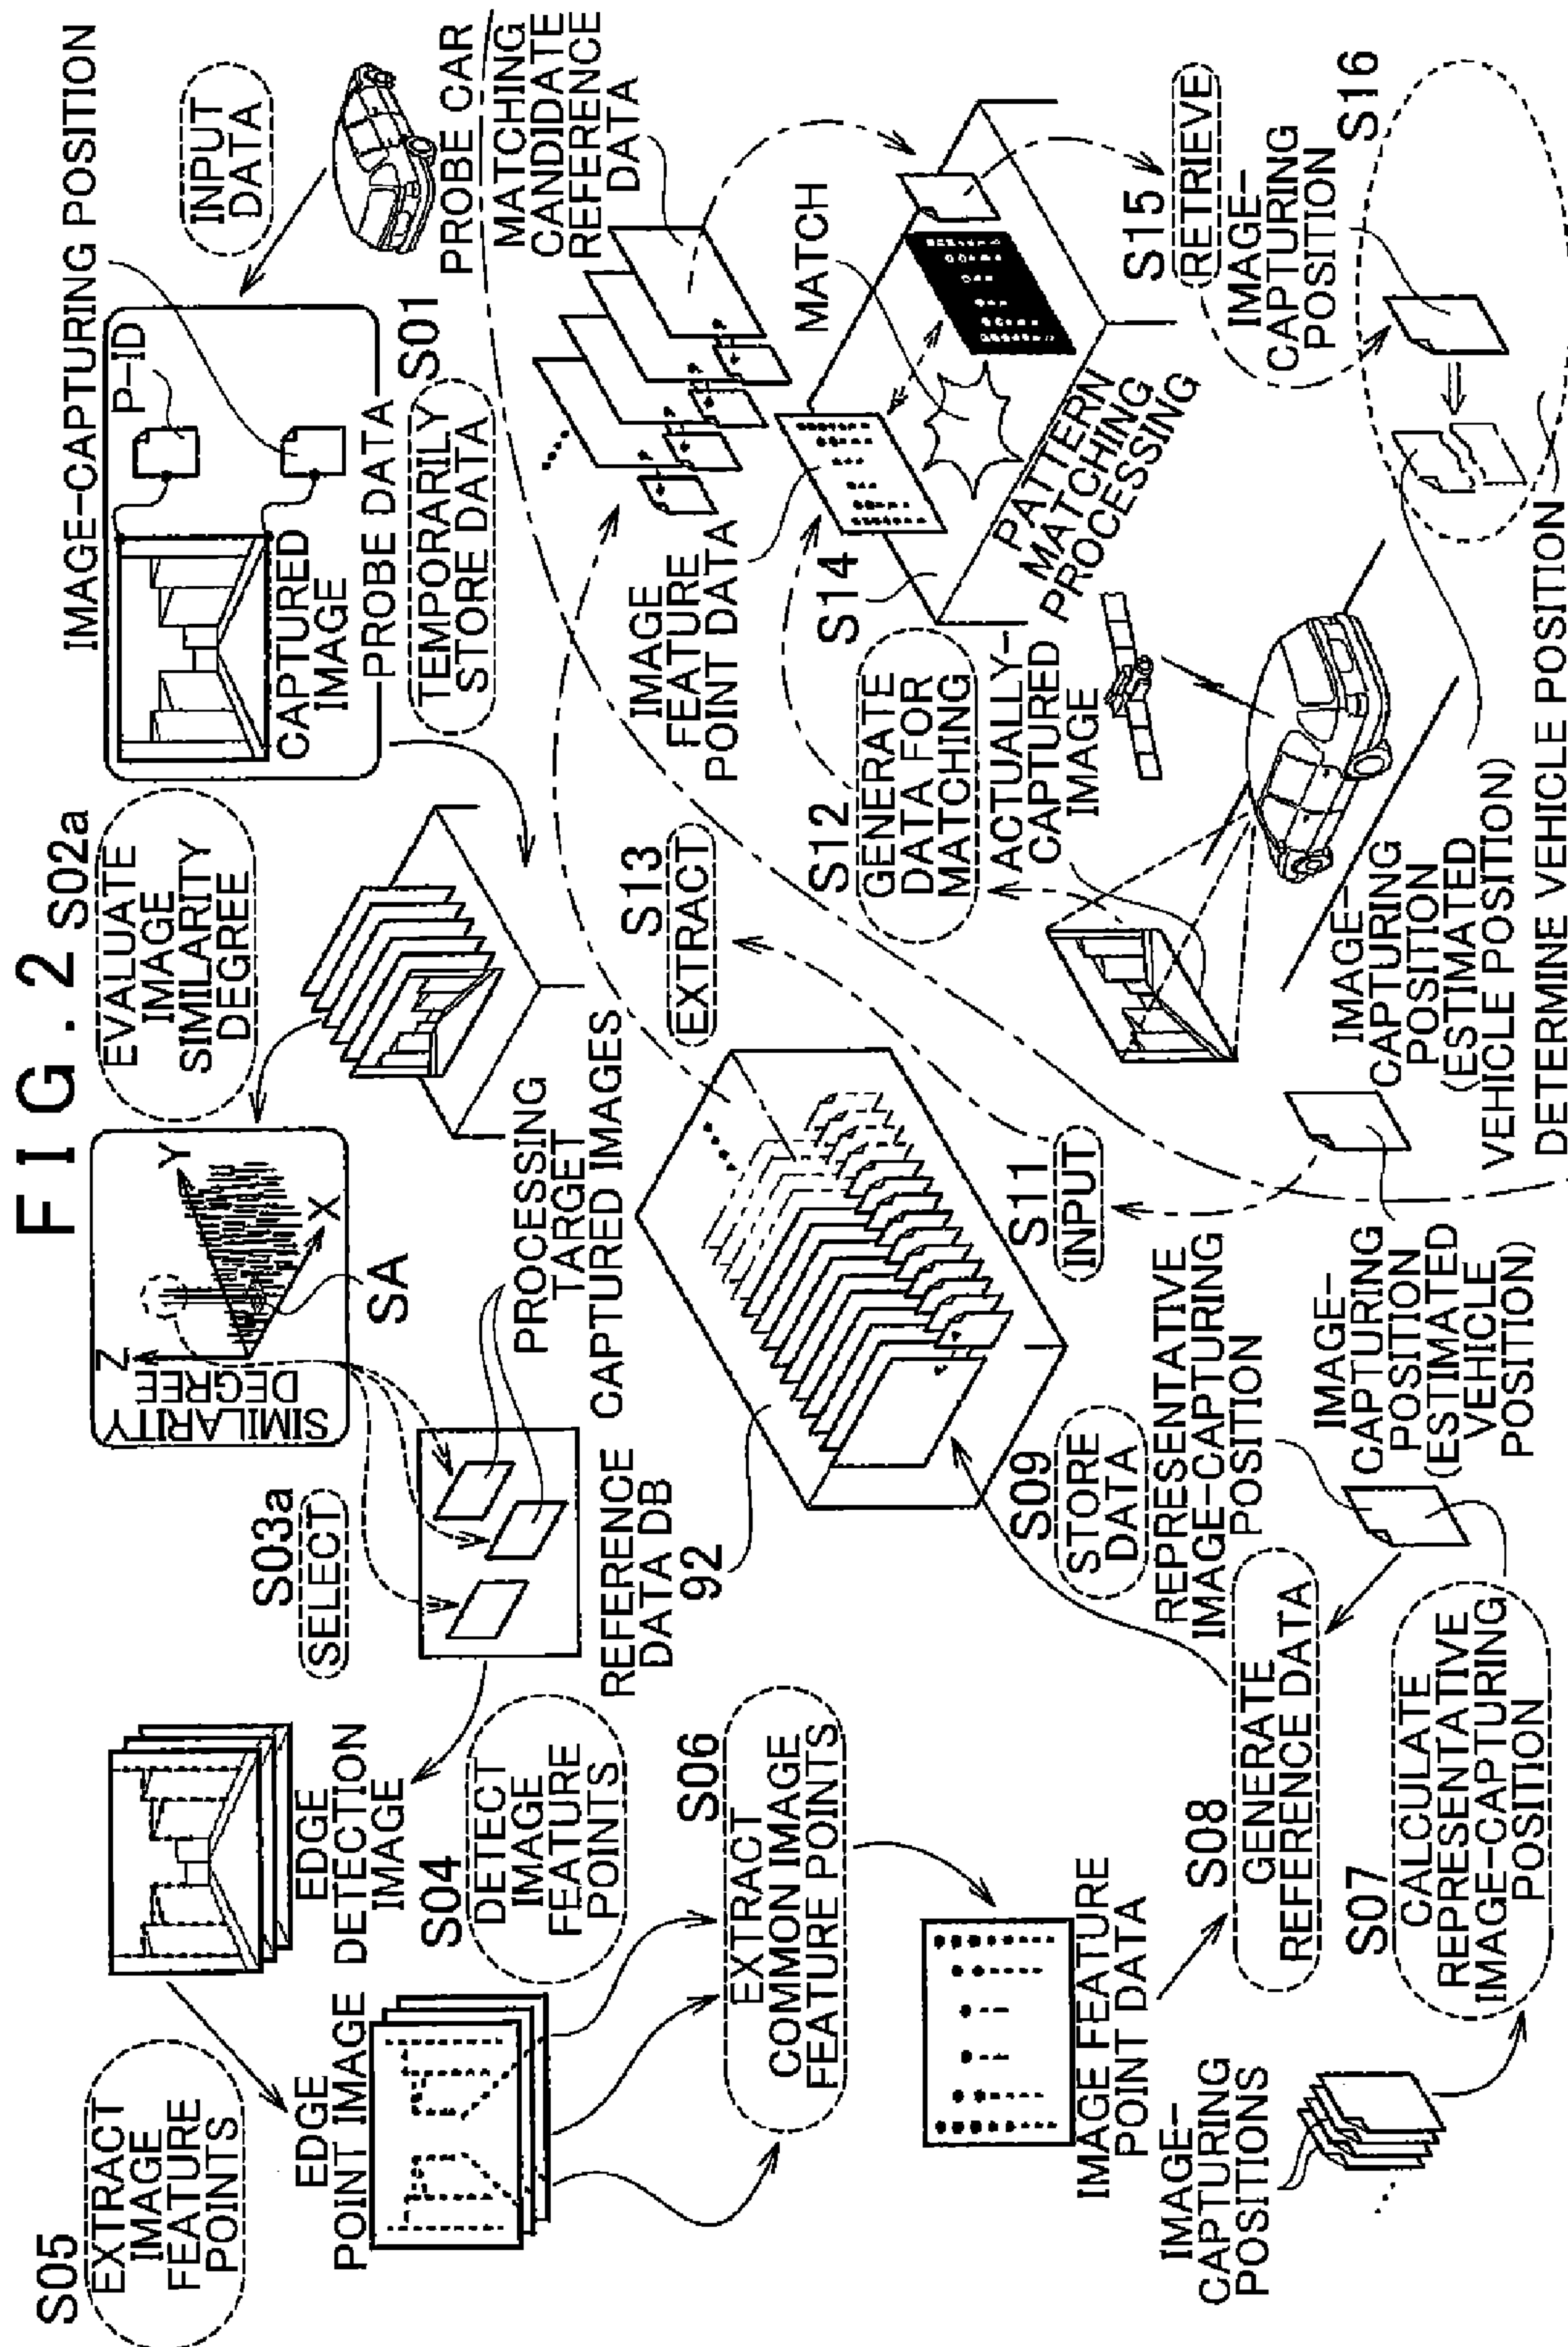 FIG. 2
S05
EXTRACT
IMAGE
FEATURE
POINTS
EDGE
DETECTION
IMAGE
S03a
SELECT
Z
Y
X
SIMILARITY
DEGREE
SA
S02a
EVALUATE
IMAGE
SIMILARITY
DEGREE
IMAGE-CAPTURING POSITION
P-ID
CAPTURED
IMAGE
PROBE DATA
INPUT
DATA
PROBE CAR
TEMPORARILY
STORE DATA
S01
EDGE
POINT IMAGE
S04
DETECT
IMAGE
FEATURE
POINTS
PROCESSING
TARGET
CAPTURED IMAGES
REFERENCE
DATA DB
92
S06
EXTRACT
COMMON IMAGE
FEATURE POINTS
S13
EXTRACT
MATCHING
CANDIDATE
REFERENCE
DATA
IMAGE
FEATURE
POINT DATA
MATCH
S14
PATTERN
MATCHING
PROCESSING
S12
GENERATE
DATA FOR
MATCHING
ACTUALLY-
CAPTURED
IMAGE
S15
RETRIEVE
IMAGE-
CAPTURING
POSITION
S16
IMAGE FEATURE
POINT DATA
S09
STORE
DATA
S11
INPUT
S08
GENERATE
REFERENCE DATA
REPRESENTATIVE
IMAGE-CAPTURING
POSITION
IMAGE-
CAPTURING
POSITIONS
S07
CALCULATE
REPRESENTATIVE
IMAGE-CAPTURING
POSITION
IMAGE-
CAPTURING
POSITION
(ESTIMATED
VEHICLE
POSITION)
IMAGE-
CAPTURING
POSITION
(ESTIMATED
VEHICLE POSITION)
DETERMINE VEHICLE POSITION